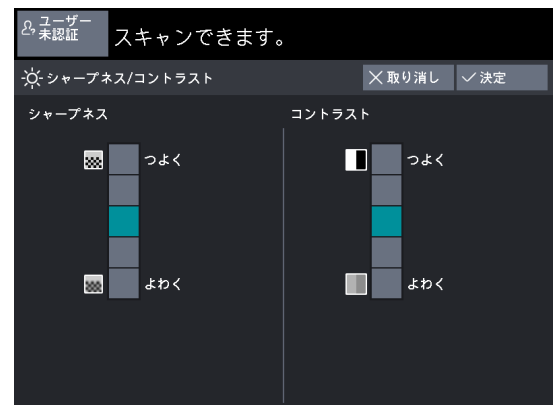 ユーザー
未認証
スキャンできます。
シャープネス/コントラスト
取り消し
決定
シャープネス
コントラスト
つよく
つよく
よわく
よわく